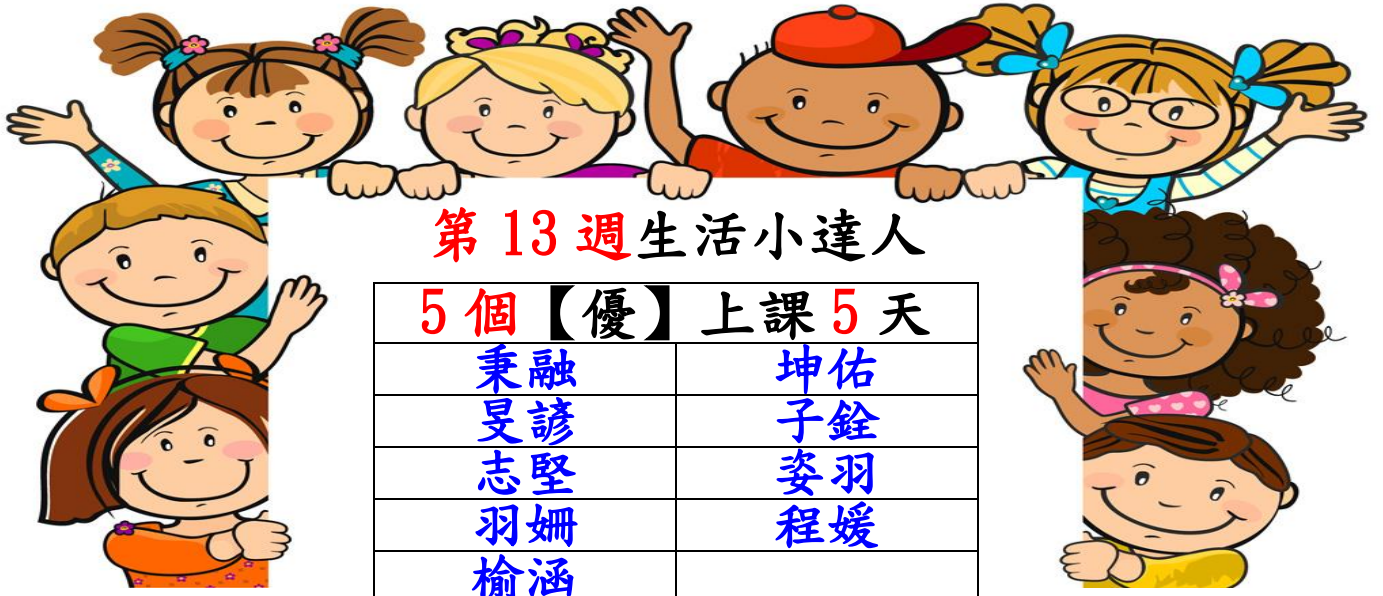 第 13 週生活小達人
5 個【優】上課 5 天
秉融 坤佑
旻諺 子銓
志堅 姿羽
羽姍 程媛
榆涵